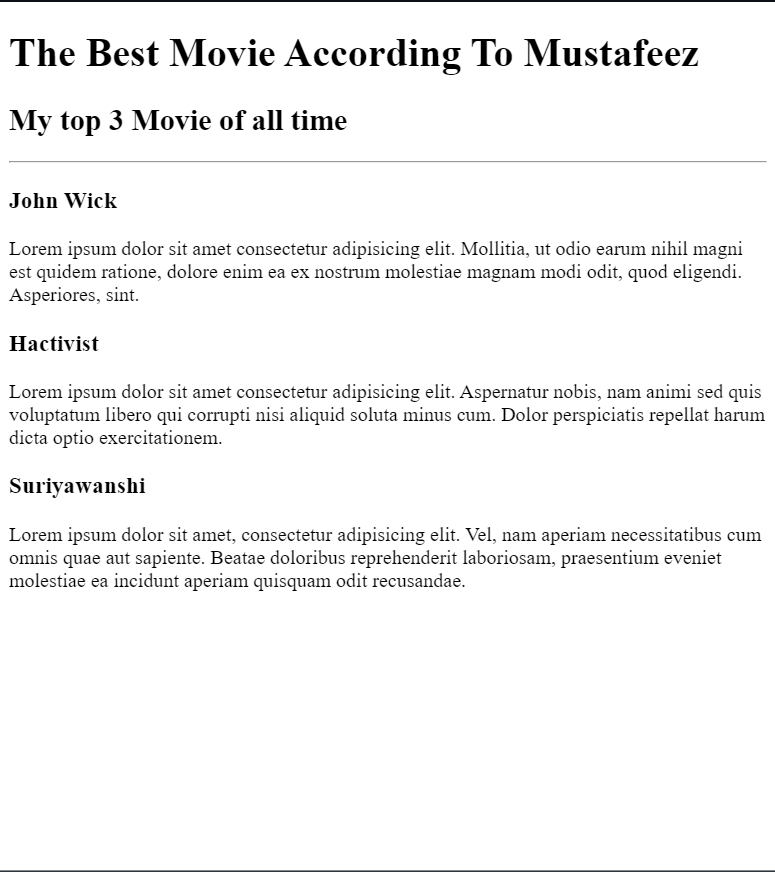 The Best Movie According To Mustafeez
My top 3 Movie of all time
John Wick
Lorem ipsum dolor sit amet consectetur adipisicing elit. Mollitia, ut odio earum nihil magni
est quidem ratione, dolore enim ea ex nostrum molestiae magnam modi odit, quod eligendi.
Asperiores, sint.
Hactivist
Lorem ipsum dolor sit amet consectetur adipisicing elit. Aspernatur nobis, nam animi sed quis
voluptatum libero qui corrupti nisi aliquid soluta minus cum. Dolor perspiciatis repellat harum
dicta optio exercitationem.
Suriyawanshi
Lorem ipsum dolor sit amet, consectetur adipisicing elit. Vel, nam aperiam necessitatibus cum
omnis quae aut sapiente. Beatae doloribus reprehenderit laboriosam, praesentium eveniet
molestiae ea incidunt aperiam quisquam odit recusandae.